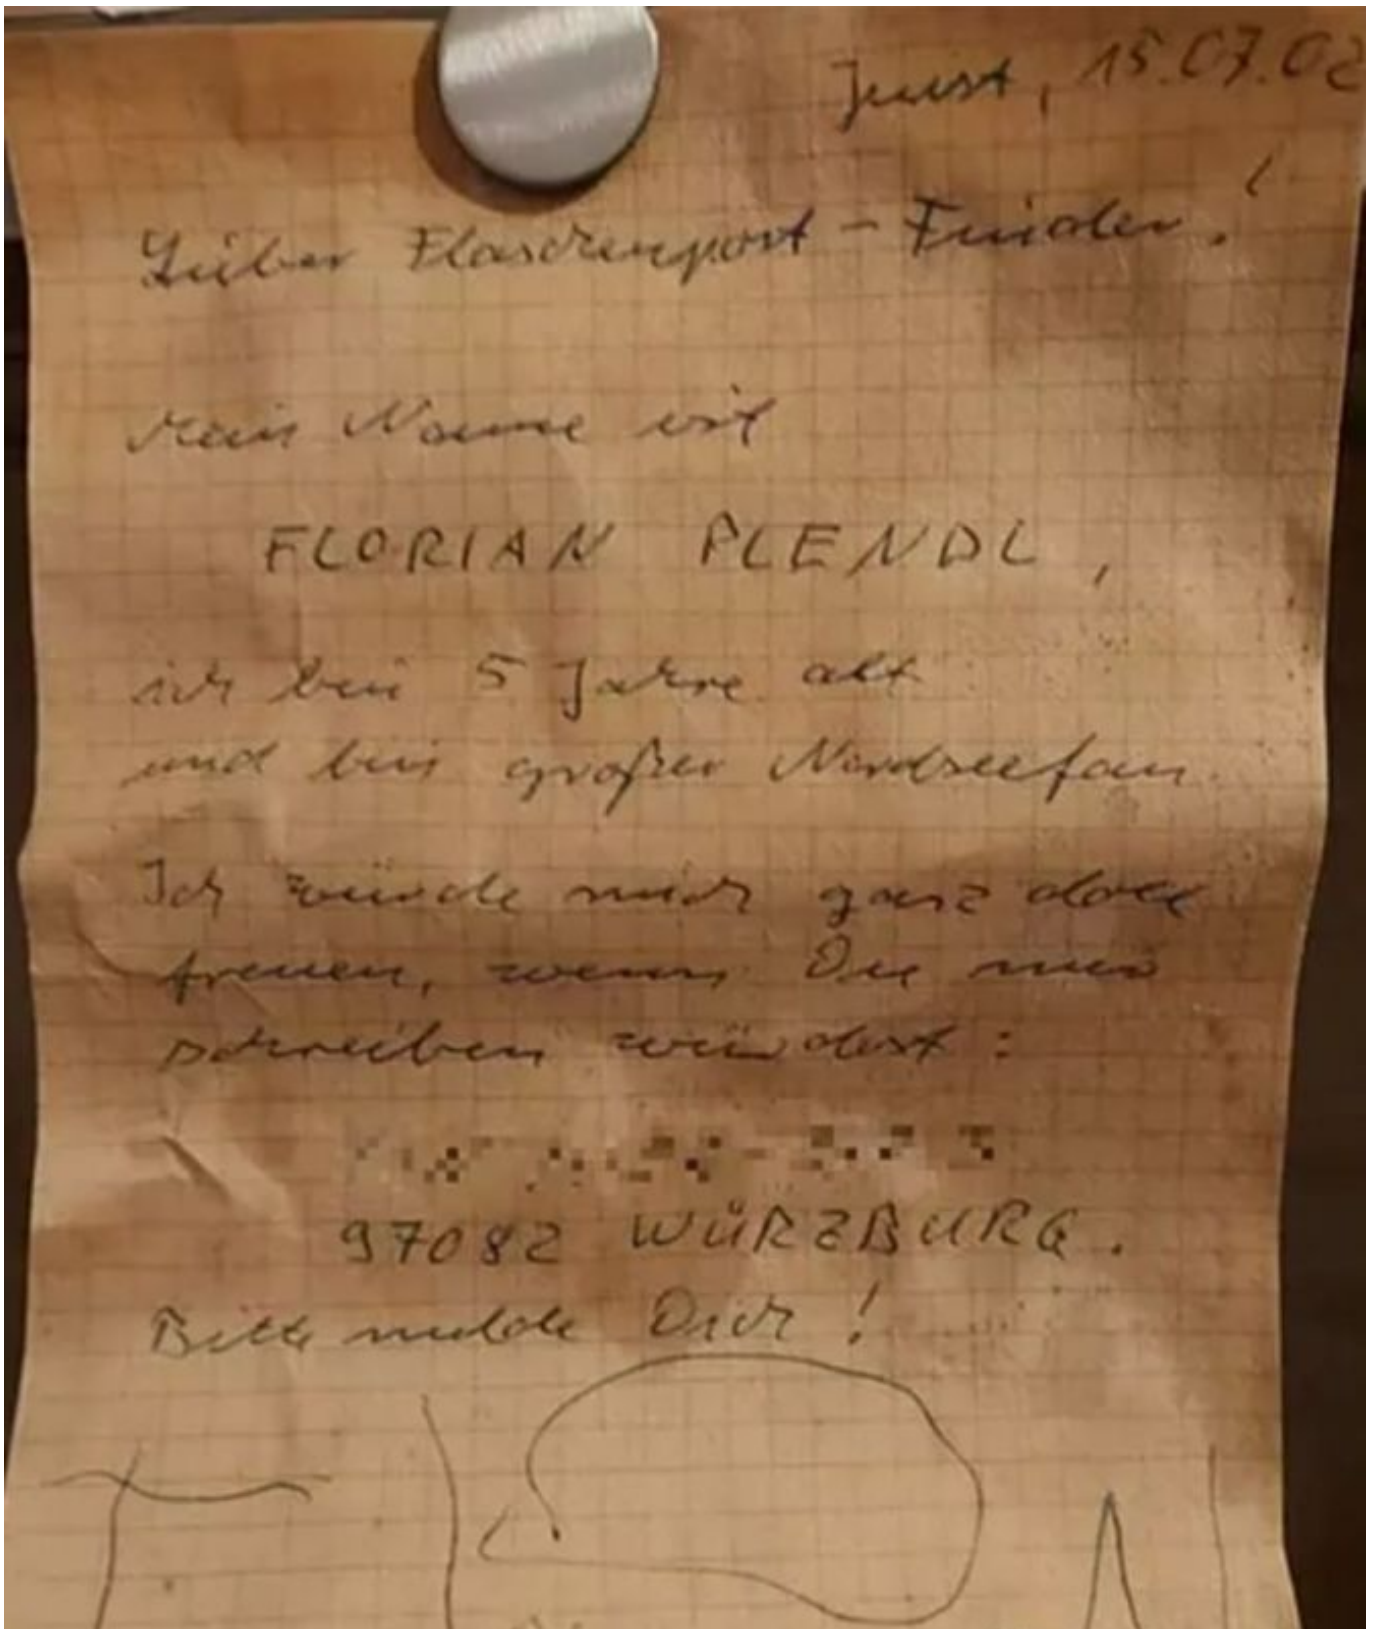 Juist, 15.07.02
Lieber Flaschenpost-Finder!
Mein Name ist
FLORIAN PLENDL,
ich bin 5 Jahre alt
und bin großer Nordseefan.
Ich würde mich ganz doll
freuen, wenn Du mir
schreiben würdest:
97082 WÜRZBURG.
Bitte melde Dich!